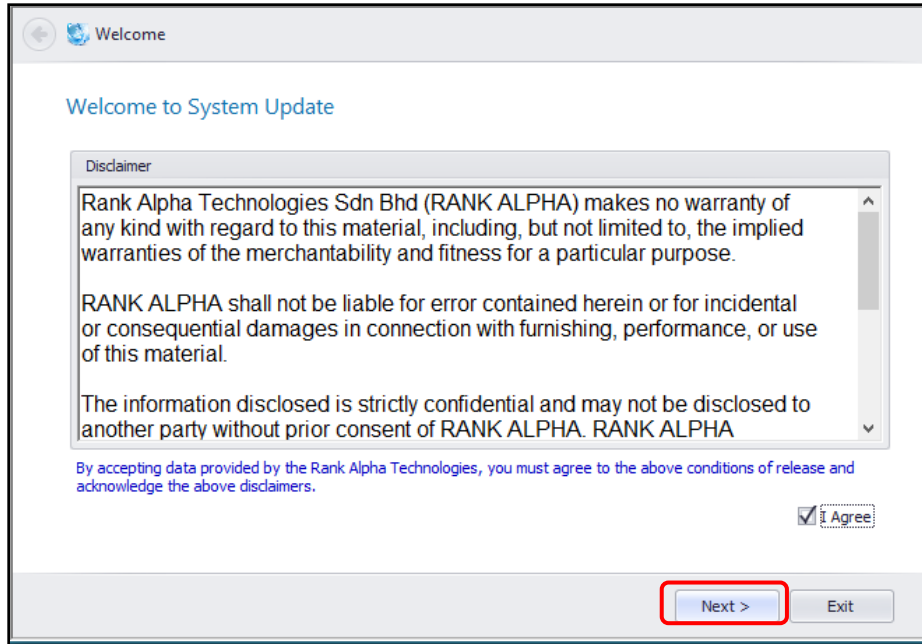 Welcome
Welcome to System Update
Disclaimer
Rank Alpha Technologies Sdn Bhd (RANK ALPHA) makes no warranty of
any kind with regard to this material, including, but not limited to, the implied
warranties of the merchantability and fitness for a particular purpose.
RANK ALPHA shall not be liable for error contained herein or for incidental
or consequential damages in connection with furnishing, performance, or use
of this material.
The information disclosed is strictly confidential and may not be disclosed to
another party without prior consent of RANK ALPHA. RANK ALPHA
By accepting data provided by the Rank Alpha Technologies, you must agree to the above conditions of release and
acknowledge the above disclaimers.
I Agree
Next > Exit